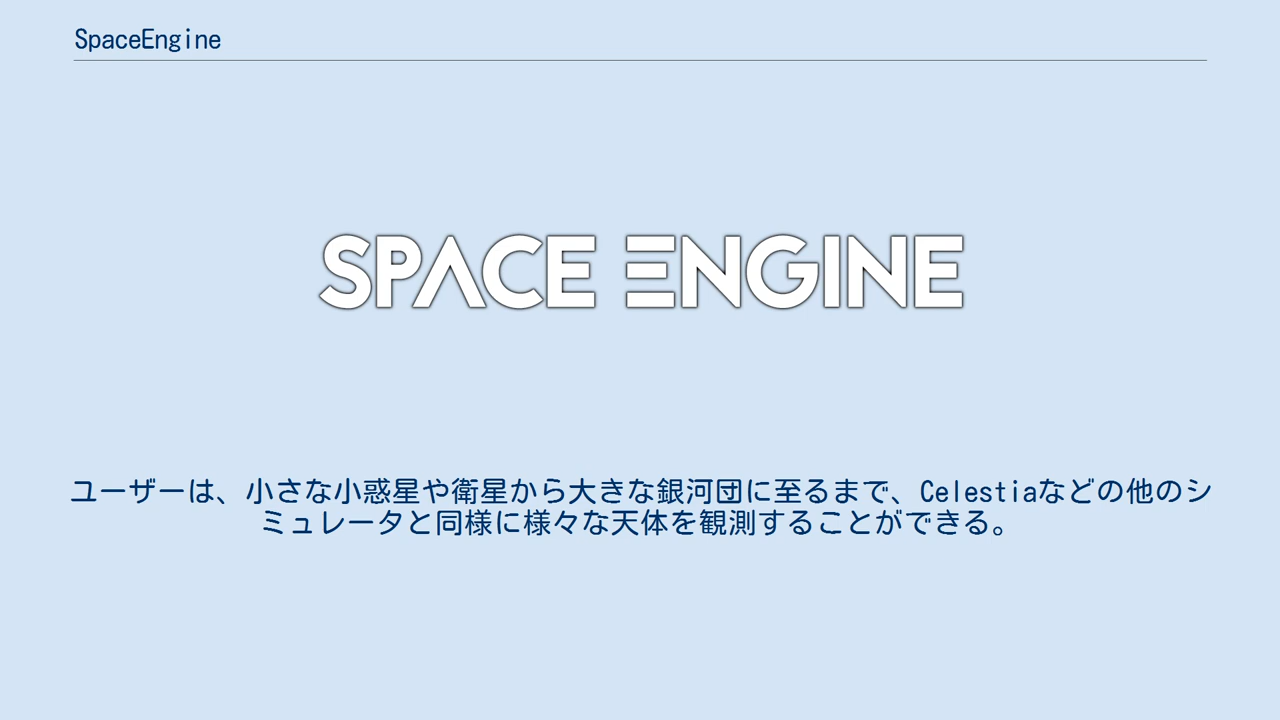 SpaceEngine
SPACE ENGINE
ユーザーは、小さな小惑星や衛星から大きな銀河団に至るまで、Celestiaなどの他のシ
ミュレータと同様に様々な天体を観測することができる。